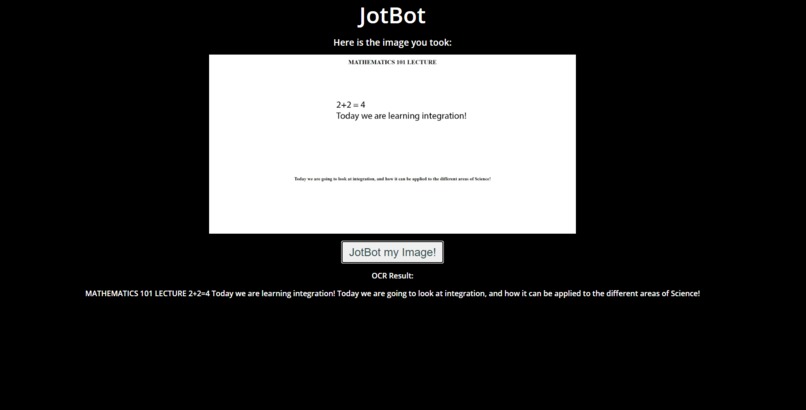 JotBot
Here is the image you took:
MATHEMATICS 101 LECTURE
2+2 = 4
Today we are learning integration!
Today we are going to look at integration, and how it can be applied to the different areas of Science!
JotBot my Image!
OCR Result:
MATHEMATICS 101 LECTURE 2+2=4 Today we are learning integration! Today we are going to look at integration, and how it can be applied to the different areas of Science!